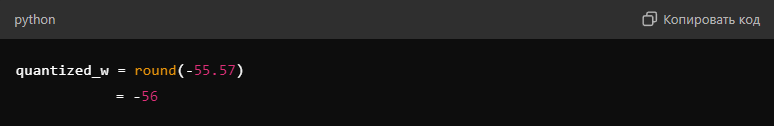 python
Копировать код
quantized_w = round(-55.57)
= -56